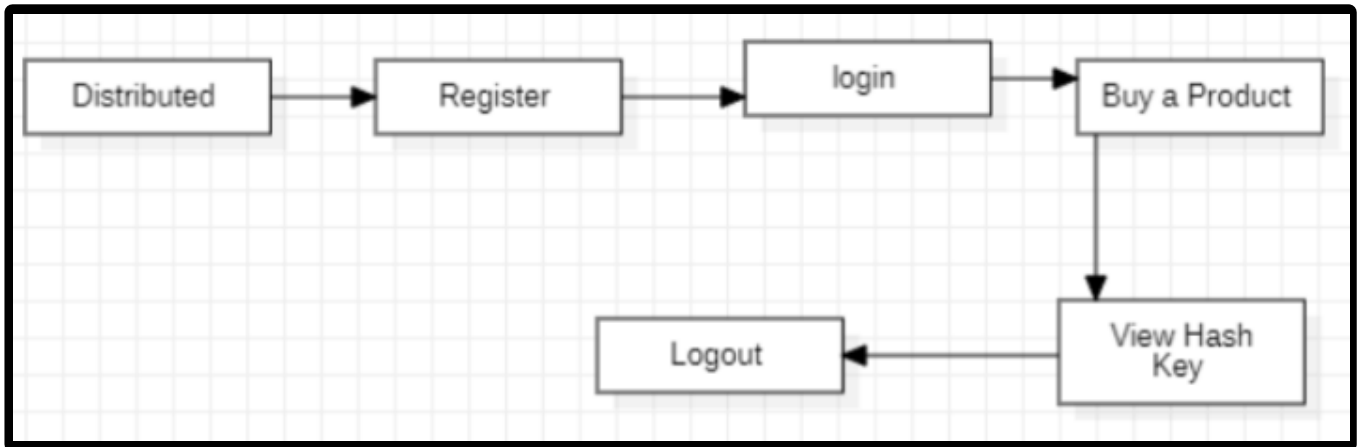 Distributed
Register
login
Buy a Product
View Hash
Key
Logout